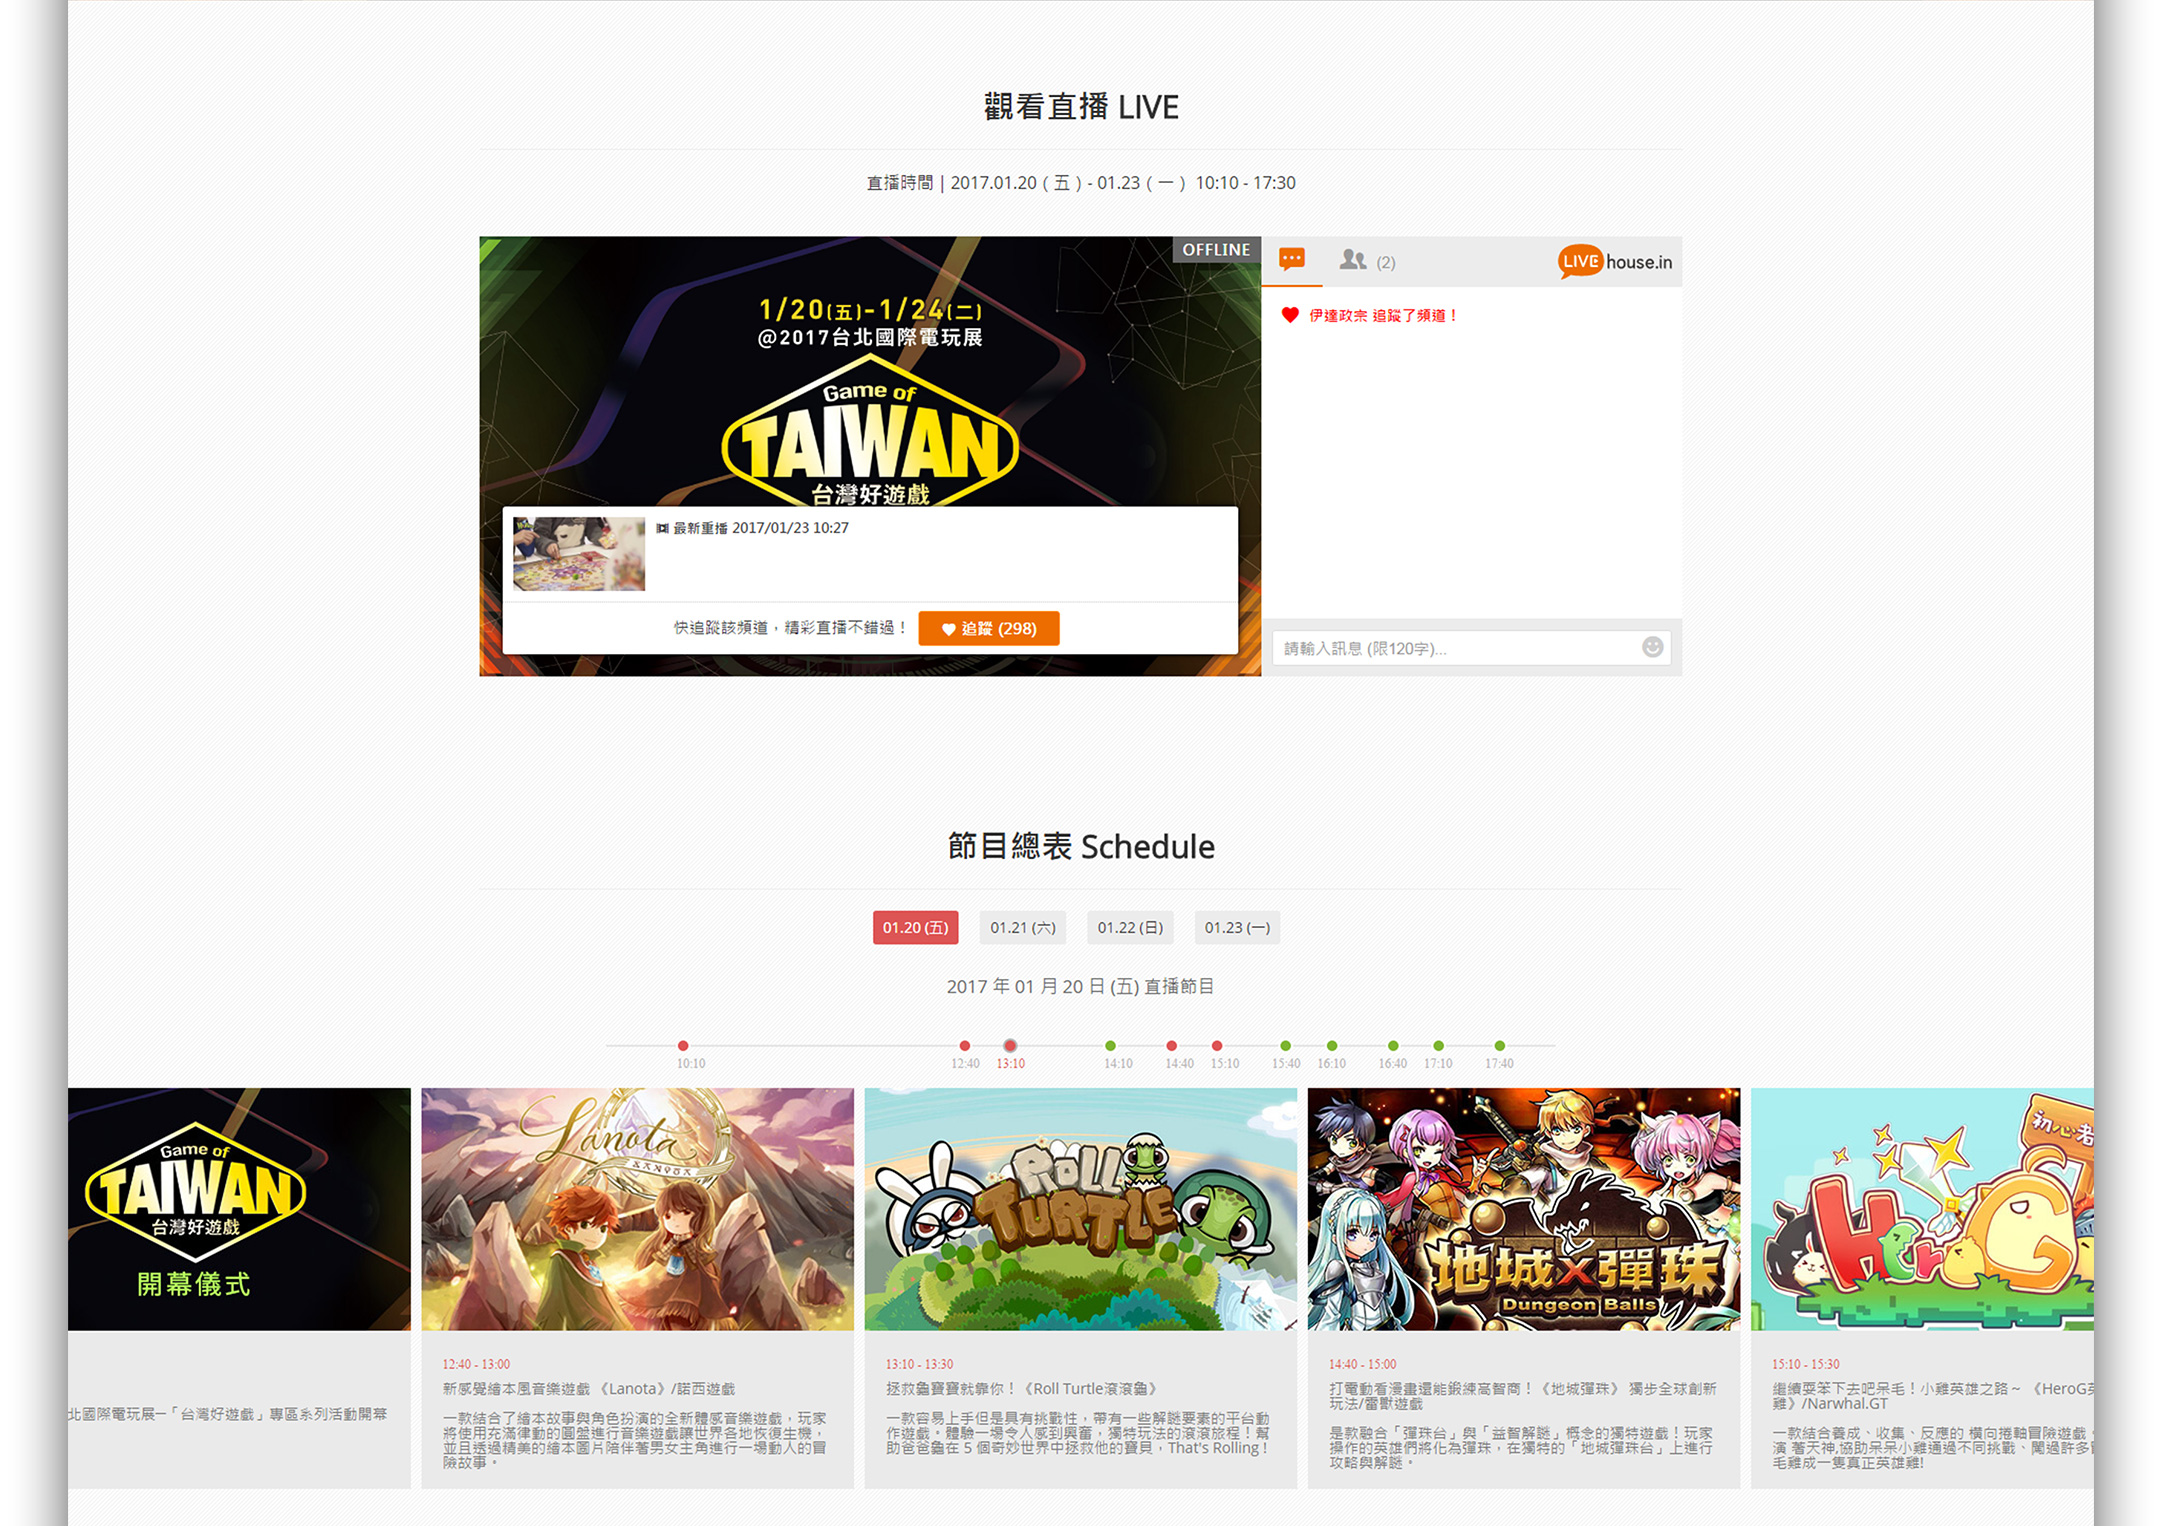 觀看直播 LIVE
直播時間 | 2017.01.20 ( 五 ) - 01.23 ( 一 ) 10:10 - 17:30
OFFLINE
1/20(五)-1/24(二)
@2017台北國際電玩展
Game of
TAIWAN
台灣好遊戲
最新重播 2017/01/23 10:27
快追蹤該頻道，精彩直播不錯過！
追蹤 (298)
(2)
LIVE house.in
伊達政宗 追蹤了頻道！
請輸入訊息 (限120字)...
節目總表 Schedule
01.20 (五) 01.21 (六) 01.22 (日) 01.23 (一)
2017 年 01 月 20 日 (五) 直播節目
10:10 12:40 13:10 14:10 14:40 15:10 15:40 16:10 16:40 17:10 17:40
Game of
TAIWAN
台灣好遊戲
開幕儀式
北國際電玩展─「台灣好遊戲」專區系列活動開幕
Lanota
12:40 - 13:00
新感覺繪本風音樂遊戲 《Lanota》/諾西遊戲
一款結合了繪本故事與角色扮演的全新體感音樂遊戲，玩家
將使用充滿律動的圓盤進行音樂遊戲讓世界各地恢復生機，
並且透過精美的繪本圖片陪伴著男女主角進行一場動人的冒
險故事。
ROLL
TURTLE
13:10 - 13:30
拯救龜寶寶就靠你！《Roll Turtle滾滾龜》
一款容易上手但是具有挑戰性，帶有一些解謎要素的平台動
作遊戲。體驗一場令人感到興奮，獨特玩法的滾滾旅程！幫
助爸爸龜在 5 個奇妙世界中拯救他的寶貝，That's Rolling !
地城X彈珠
Dungeon Balls
14:40 - 15:00
打電動看漫畫還能鍛練高智商！《地城彈珠》 獨步全球創新
玩法/雷獸遊戲
是款融合「彈珠台」與「益智解謎」概念的獨特遊戲！玩家
操作的英雄們將化為彈珠，在獨特的「地城彈珠台」上進行
攻略與解謎。
初心者
HeroG
15:10 - 15:30
繼續耍笨下去吧呆毛！小雞英雄之路～ 《HeroG英
雞》/Narwhal.GT
一款結合養成、收集、反應的 橫向捲軸冒險遊戲，
演 著天神,協助呆呆小雞通過不同挑戰、闖過許多
毛雞成一隻真正英雄雞!